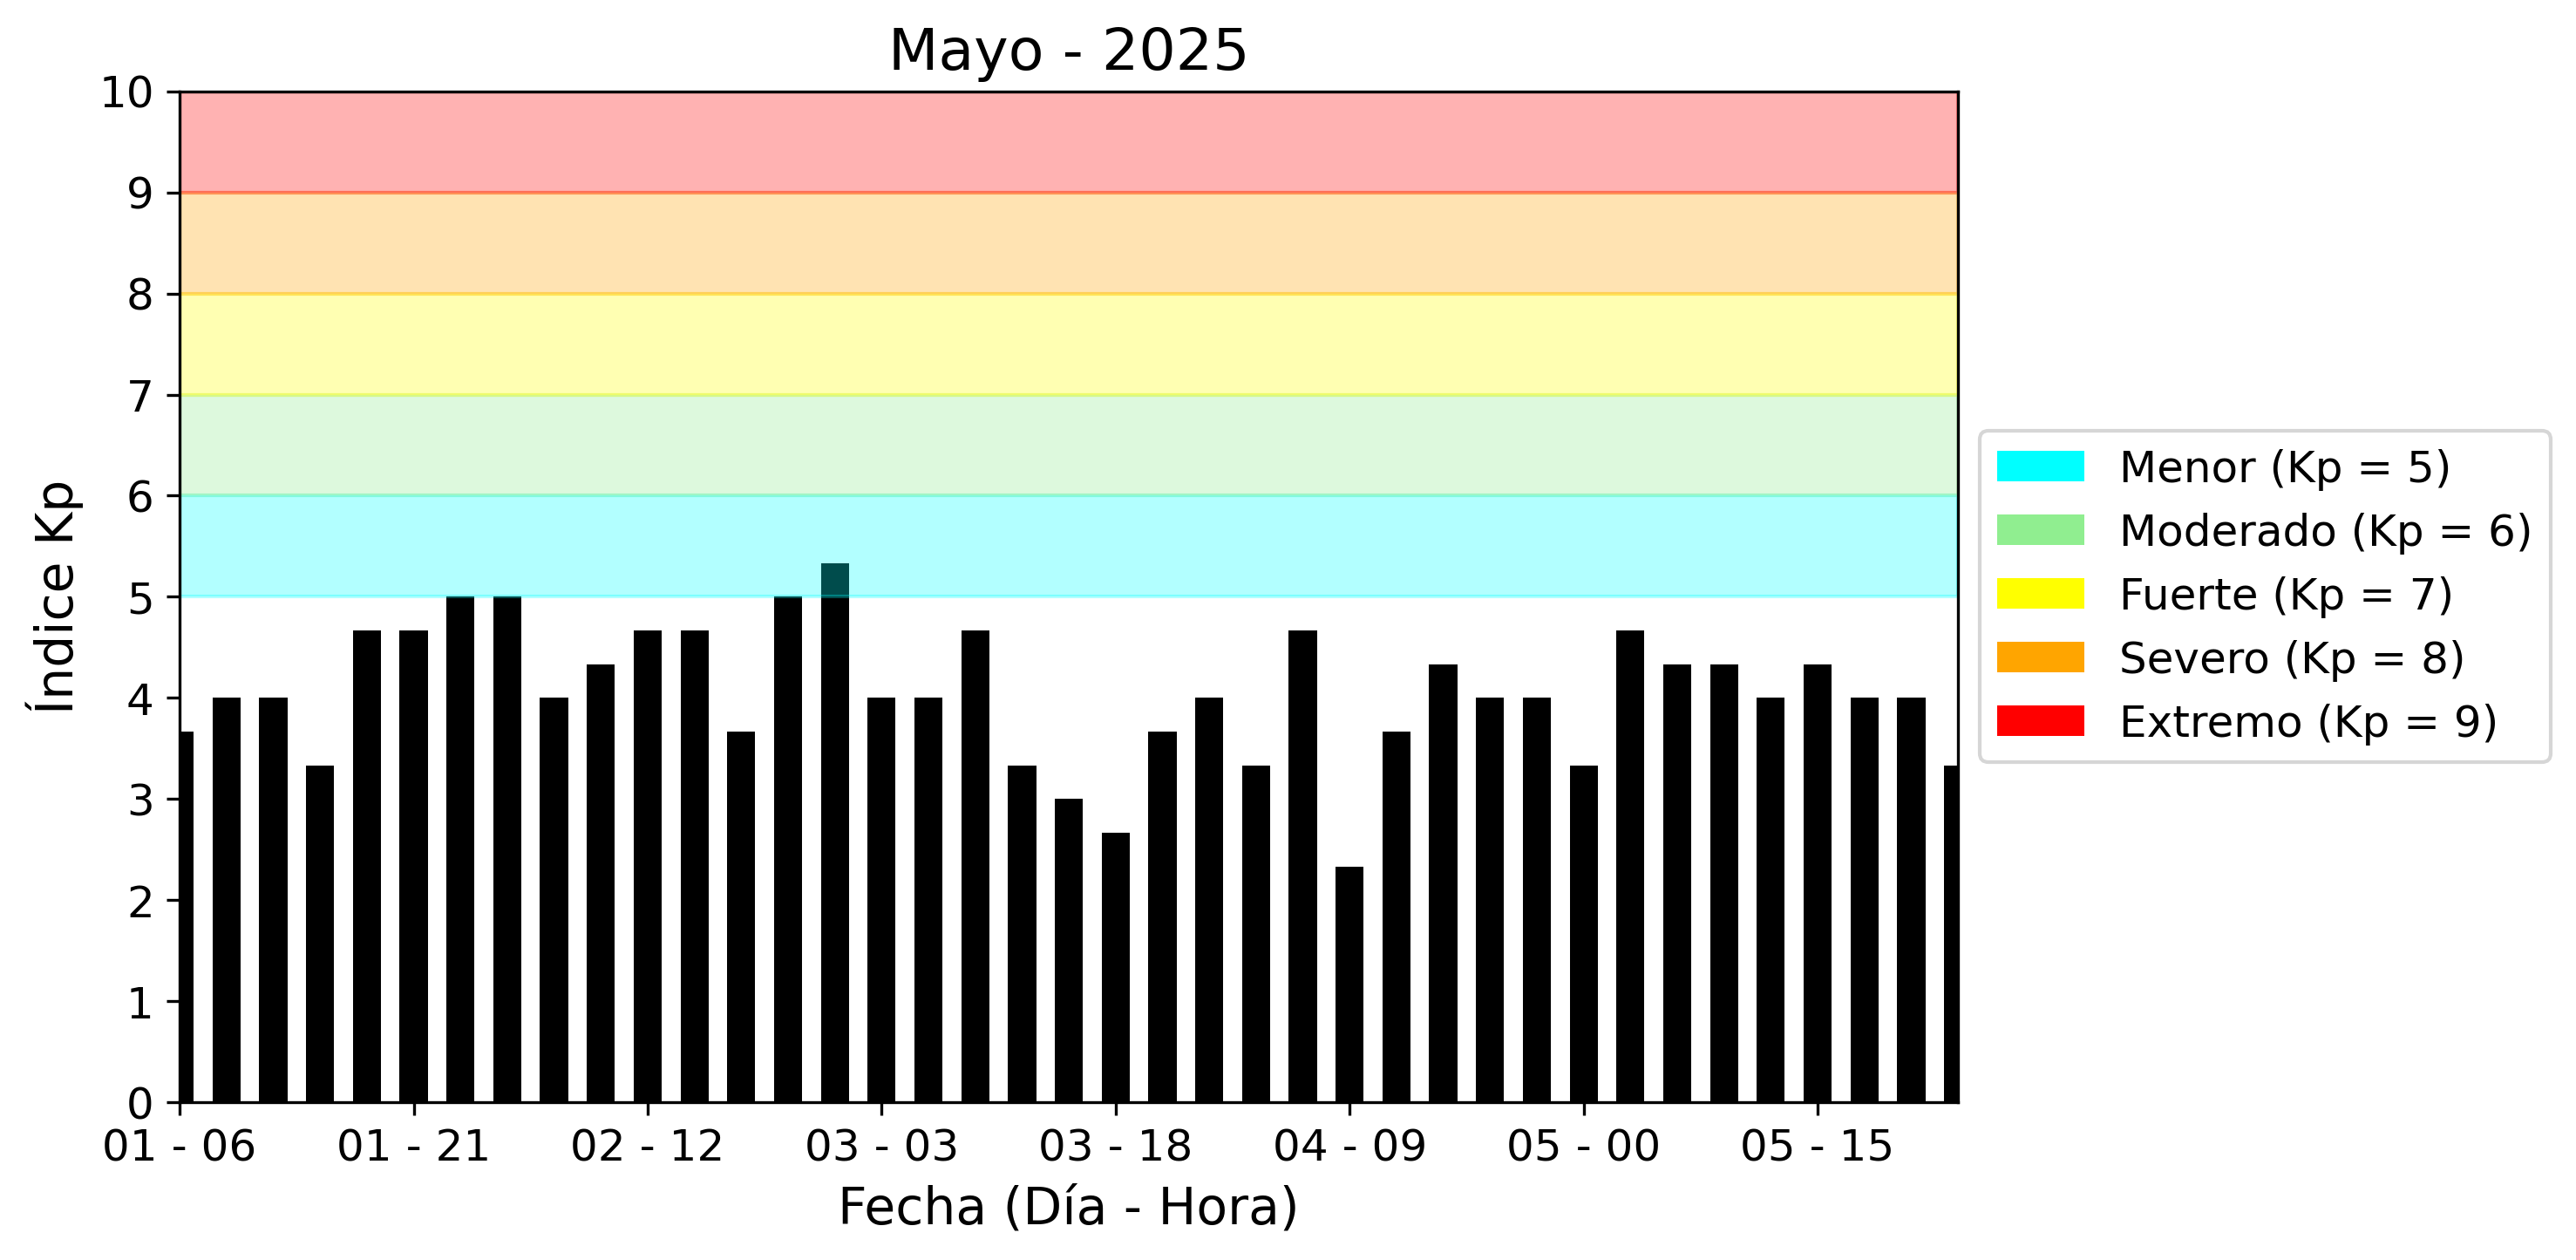 Mayo - 2025
10
9
8
7
6
5
4
3
2
1
0
Índice Kp
01 - 06
01 - 21
02 - 12
03 - 03
03 - 18
04 - 09
05 - 00
05 - 15
Fecha (Día - Hora)
Menor (Kp = 5)
Moderado (Kp = 6)
Fuerte (Kp = 7)
Severo (Kp = 8)
Extremo (Kp = 9)